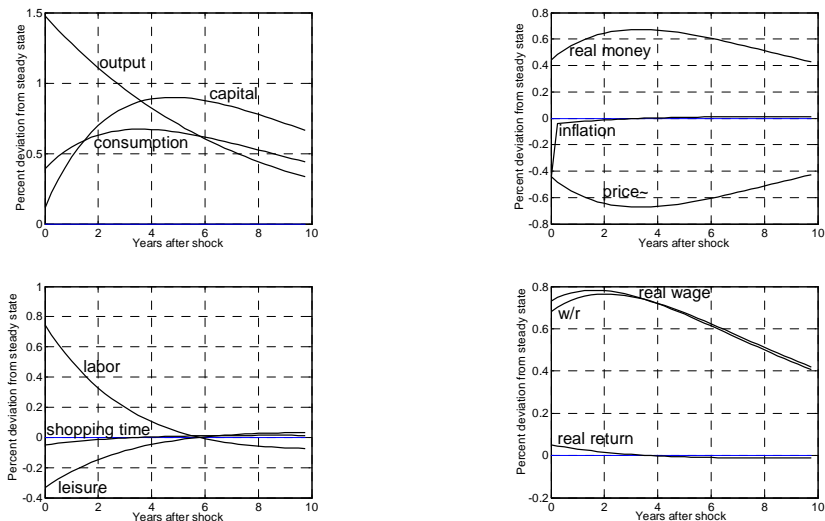 Percent deviation from steady state
1.5
1
0.5
0
output
capital
consumption
0 2 4 6 8 10
Years after shock
Percent deviation from steady state
0.8
0.6
0.4
0.2
0
-0.2
-0.4
-0.6
-0.8
real money
inflation
price~
0 2 4 6 8 10
Years after shock
Percent deviation from steady state
1
0.8
0.6
0.4
0.2
0
-0.2
-0.4
labor
shopping time
leisure
0 2 4 6 8 10
Years after shock
Percent deviation from steady state
0.8
0.6
0.4
0.2
0
-0.2
real wage
w/r
real return
0 2 4 6 8 10
Years after shock